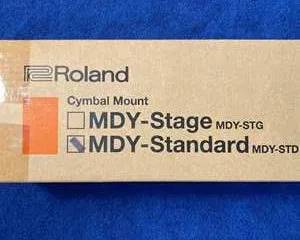 Roland
Cymbal Mount
MDY-Stage MDY-STG
MDY-Standard MDY-STD